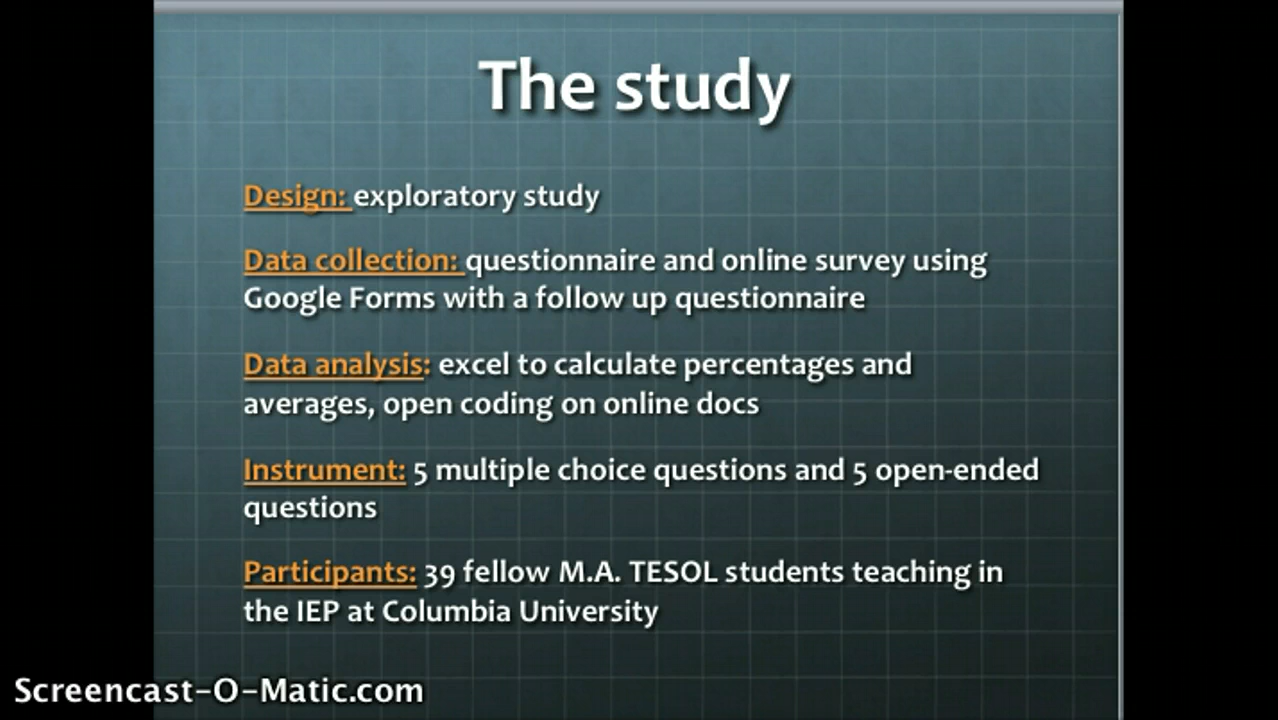 The study
Design: exploratory study
Data collection: questionnaire and online survey using
Google Forms with a follow up questionnaire
Data analysis: excel to calculate percentages and
averages, open coding on online docs
Instrument: 5 multiple choice questions and 5 open-ended
questions
Participants: 39 fellow M.A. TESOL students teaching in
the IEP at Columbia University
Screencast-O-Matic.com